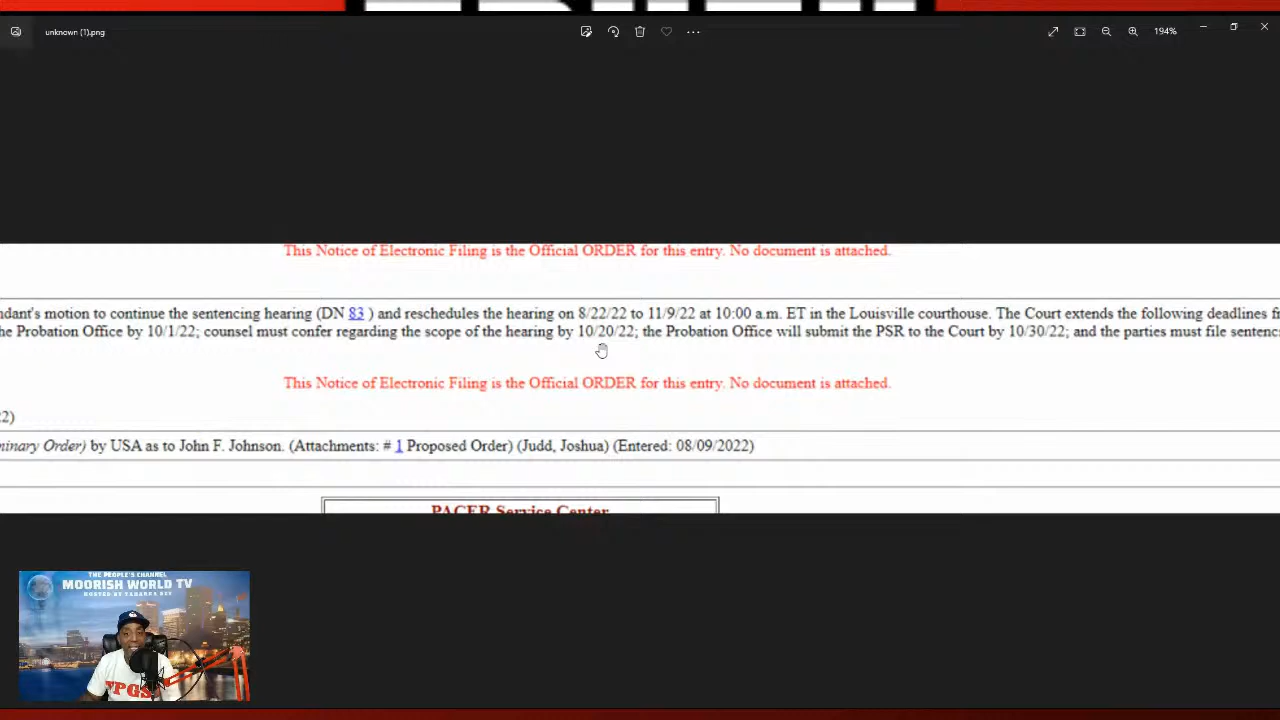 unknown (1).png
194%
This Notice of Electronic Filing is the Official ORDER for this entry. No document is attached.
dant's motion to continue the sentencing hearing (DN 83 ) and reschedules the hearing on 8/22/22 to 11/9/22 at 10:00 a.m. ET in the Louisville courthouse. The Court extends the following deadlines
the Probation Office by 10/1/22; counsel must confer regarding the scope of the hearing by 10/20/22; the Probation Office will submit the PSR to the Court by 10/30/22; and the parties must file
This Notice of Electronic Filing is the Official ORDER for this entry. No document is attached.
2)
minary Order) by USA as to John F. Johnson. (Attachments: # 1 Proposed Order) (Judd, Joshua) (Entered: 08/09/2022)
PACER Service Center
THE PEOPLE'S CHANNEL
MOORISH WORLD TV
TPGS